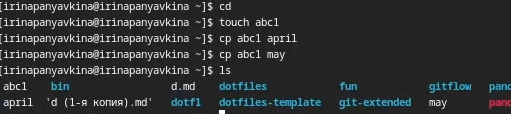 [irinapanyavkina@irinapanyavkina ~]$ cd
[irinapanyavkina@irinapanyavkina ~]$ touch abc1
[irinapanyavkina@irinapanyavkina ~]$ cp abc1 april
[irinapanyavkina@irinapanyavkina ~]$ cp abc1 may
[irinapanyavkina@irinapanyavkina ~]$ ls
abc1 bin d.md dotfiles fun gitflow
april 'd (1-я копия).md' dotf1 dotfiles-template git-extended may